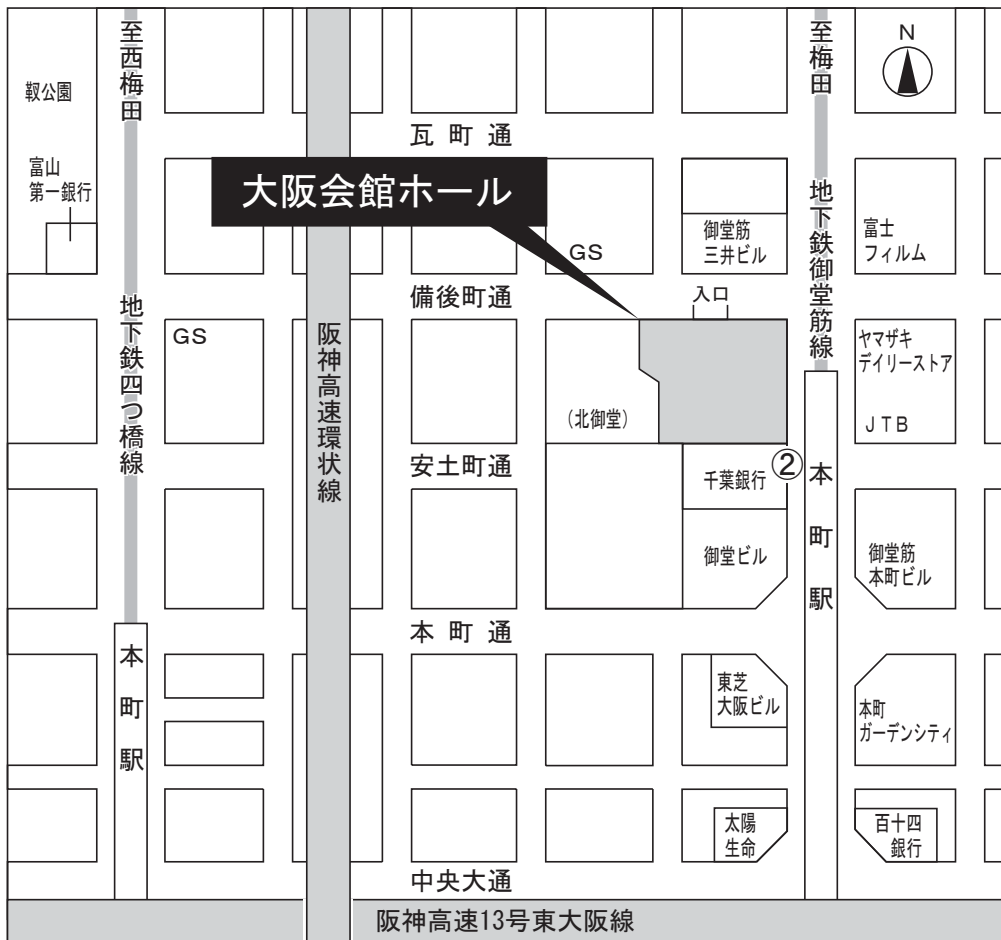 至西梅田
靱公園
富山
第一銀行
瓦町通
至梅田
N
大阪会館ホール
GS
御堂筋
三井ビル
地下鉄御堂筋線
富士
フィルム
備後町通
入口
地下鉄四つ橋線
GS
阪神高速環状線
ヤマザキ
デイリーストア
(北御堂)
JTB
安土町通
千葉銀行
②
本町駅
御堂ビル
御堂筋
本町ビル
本町通
本町駅
東芝
大阪ビル
本町
ガーデンシティ
太陽
生命
百十四
銀行
中央大通
阪神高速13号東大阪線